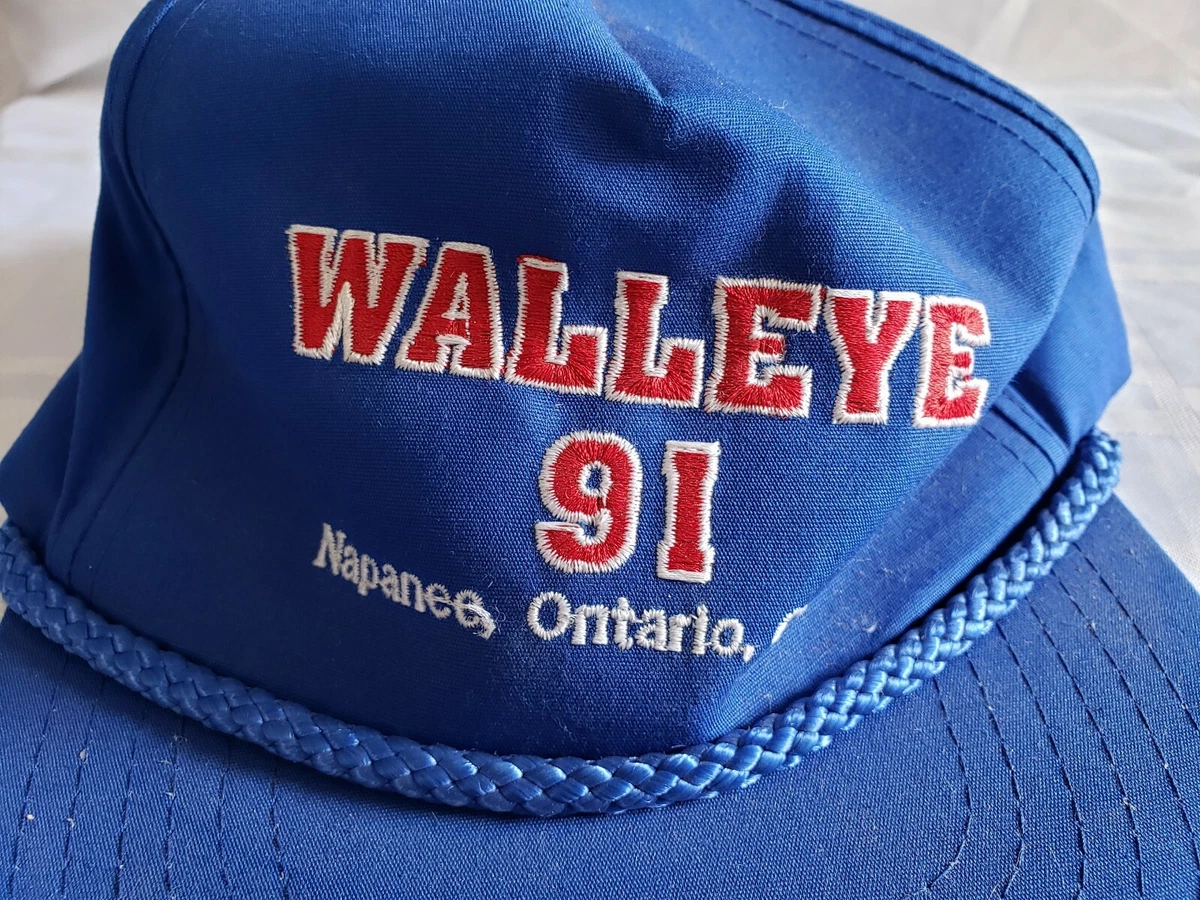 WALLEYE
91
Napanee, Ontario,